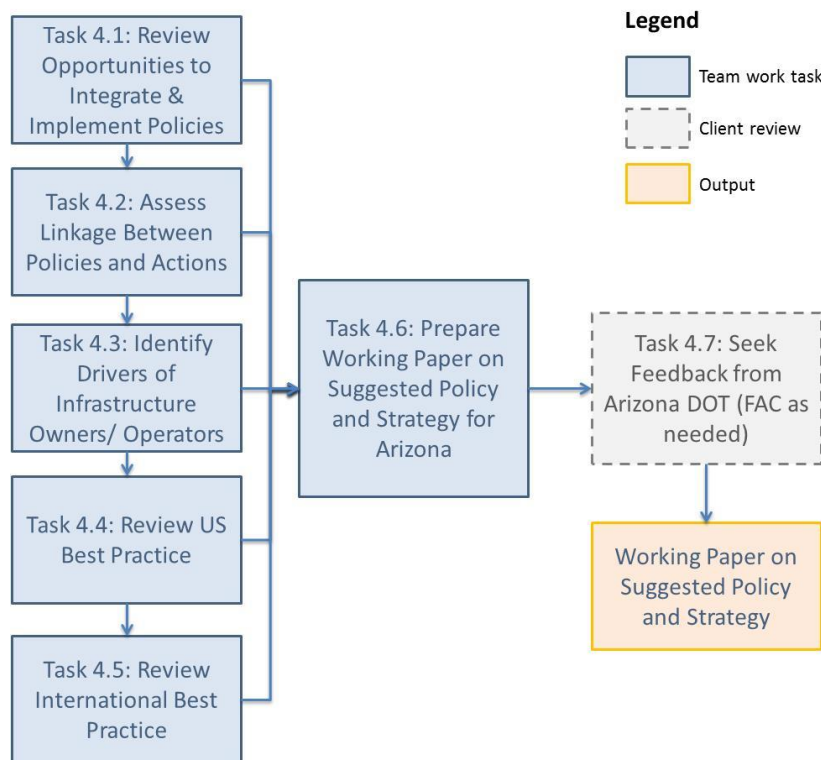 Task 4.1: Review
Opportunities to
Integrate &
Implement Policies
Task 4.2: Assess
Linkage Between
Policies and Actions
Task 4.3: Identify
Drivers of
Infrastructure
Owners/ Operators
Task 4.4: Review US
Best Practice
Task 4.5: Review
International Best
Practice
Task 4.6: Prepare
Working Paper on
Suggested Policy
and Strategy for
Arizona
Legend
Team work task
Client review
Output
Task 4.7: Seek
Feedback from
Arizona DOT (FAC as
needed)
Working Paper on
Suggested Policy
and Strategy